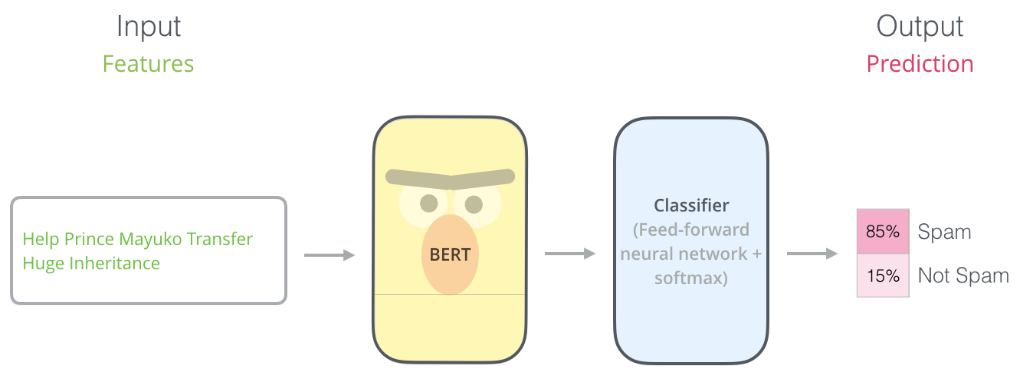 Input
Features
Output
Prediction
Help Prince Mayuko Transfer
Huge Inheritance
BERT
Classifier
(Feed-forward
neural network +
softmax)
85% Spam
15% Not Spam